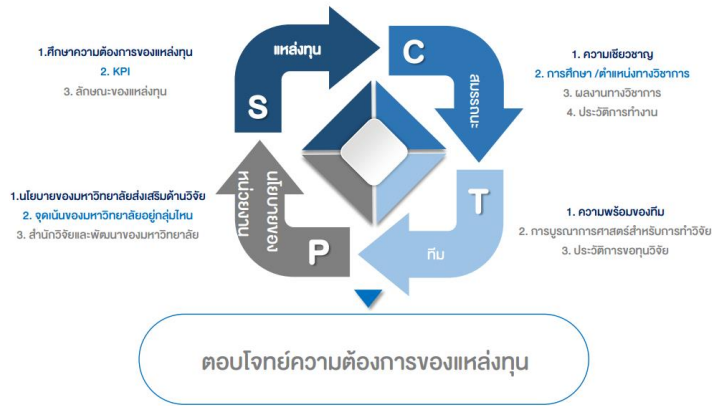 1.ศึกษาความต้องการของแหล่งทุน
2. KPI
3. ลักษณะของแหล่งทุน
แหล่งทุน
S
C
สมรรถนะ
1. ความเชียวชาญ
2. การศึกษา /ตำแหน่งทางวิชาการ
3. ผลงานทางวิชาการ
4. ประวัติการทำงาน
1.นโยบายของมหาวิทยาลัยส่งเสริมด้านวิจัย
2. จุดเน้นของมหาวิทยาลัยอยู่กลุ่มไหน
3. สำนักวิจัยและพัฒนาของมหาวิทยาลัย
นโยบายของ
หน่วยงาน
P
T
ทีม
1. ความพร้อมของทีม
2. การบูรณาการศาสตร์สำหรับการทำวิจัย
3. ประวัติการขอทุนวิจัย
ตอบโจทย์ความต้องการของแหล่งทุน